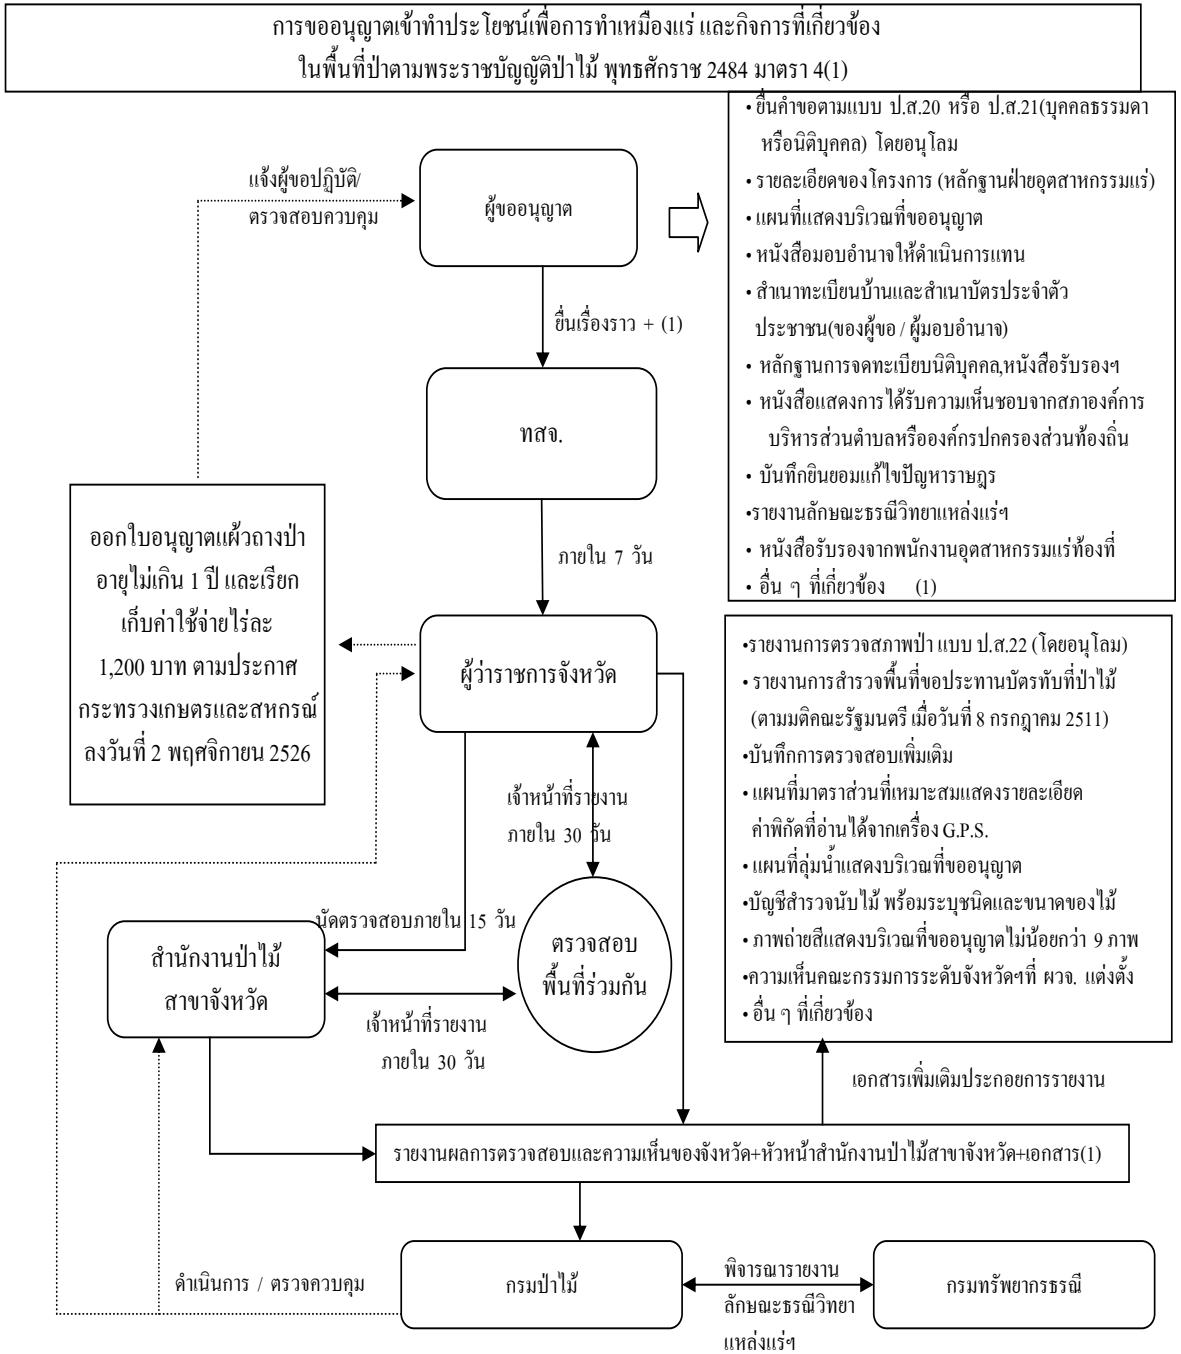 การขออนุญาตเข้าทำประโยชน์เพื่อการทำเหมืองแร่ และกิจการที่เกี่ยวข้อง
ในพื้นที่ป่าตามพระราชบัญญัติป่าไม้ พุทธศักราช 2484 มาตรา 4(1)
• ยื่นคำขอตามแบบ ป.ส.20 หรือ ป.ส.21(บุคคลธรรมดา
หรือนิติบุคคล) โดยอนุโลม
• รายละเอียดของโครงการ (หลักฐานฝ่ายอุตสาหกรรมแร่)
• แผนที่แสดงบริเวณที่ขออนุญาต
• หนังสือมอบอำนาจให้ดำเนินการแทน
• สำเนาทะเบียนบ้านและสำเนาบัตรประจำตัว
ประชาชน(ของผู้ขอ / ผู้มอบอำนาจ)
• หลักฐานการจดทะเบียบนิติบุคคล,หนังสือรับรองฯ
• หนังสือแสดงการได้รับความเห็นชอบจากสภาองค์การ
บริหารส่วนตำบลหรือองค์กรปกครองส่วนท้องถิ่น
• บันทึกยินยอมแก้ไขปัญหาราษฎร
•รายงานลักษณะธรณีวิทยาแหล่งแร่ฯ
• หนังสือรับรองจากพนักงานอุตสาหกรรมแร่ท้องที่
• อื่น ๆ ที่เกี่ยวข้อง (1)
แจ้งผู้ขอปฏิบัติ/
ตรวจสอบควบคุม
ผู้ขออนุญาต
ยื่นเรื่องราว + (1)
ทสจ.
ภายใน 7 วัน
ออกใบอนุญาตแผ้วถางป่า
อายุไม่เกิน 1 ปี และเรียก
เก็บค่าใช้จ่ายไร่ละ
1,200 บาท ตามประกาศ
กระทรวงเกษตรและสหกรณ์
ลงวันที่ 2 พฤศจิกายน 2526
ผู้ว่าราชการจังหวัด
•รายงานการตรวจสภาพป่า แบบ ป.ส.22 (โดยอนุโลม)
• รายงานการสำรวจพื้นที่ขอประทานบัตรทับที่ป่าไม้
(ตามมติคณะรัฐมนตรี เมื่อวันที่ 8 กรกฎาคม 2511)
•บันทึกการตรวจสอบเพิ่มเติม
• แผนที่มาตราส่วนที่เหมาะสมแสดงรายละเอียด
ค่าพิกัดที่อ่านได้จากเครื่อง G.P.S.
• แผนที่ลุ่มน้ำแสดงบริเวณที่ขออนุญาต
•บัญชีสำรวจนับไม้ พร้อมระบุชนิดและขนาดของไม้
• ภาพถ่ายสีแสดงบริเวณที่ขออนุญาตไม่น้อยกว่า 9 ภาพ
•ความเห็นคณะกรรมการระดับจังหวัดฯที่ ผวจ. แต่งตั้ง
• อื่น ๆ ที่เกี่ยวข้อง
เจ้าหน้าที่รายงาน
ภายใน 30 วัน
นัดตรวจสอบภายใน 15 วัน
สำนักงานป่าไม้
สาขาจังหวัด
ตรวจสอบ
พื้นที่ร่วมกัน
เจ้าหน้าที่รายงาน
ภายใน 30 วัน
เอกสารเพิ่มเติมประกอยการรายงาน
รายงานผลการตรวจสอบและความเห็นของจังหวัด+หัวหน้าสำนักงานป่าไม้สาขาจังหวัด+เอกสาร(1)
ดำเนินการ / ตรวจควบคุม
กรมป่าไม้
พิจารณารายงาน
ลักษณะธรณีวิทยา
แหล่งแร่ฯ
กรมทรัพยากรธรณี